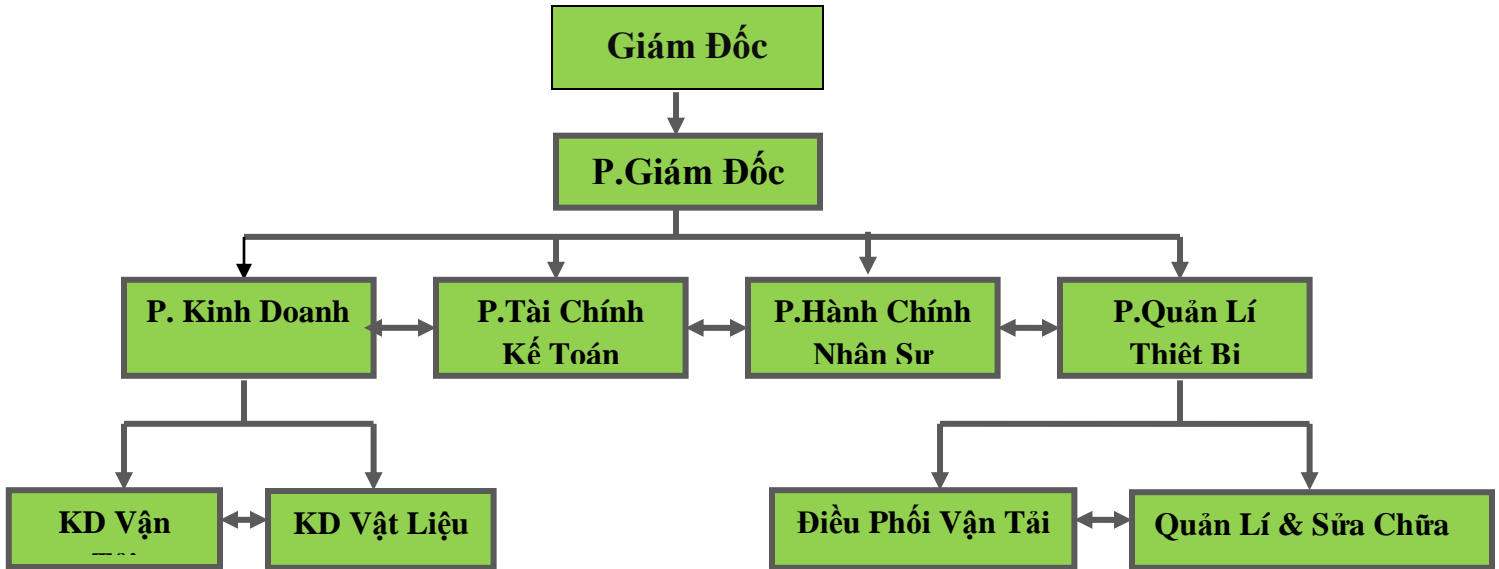 Giám Đốc
P.Giám Đốc
P. Kinh Doanh
P.Tài Chính
Kế Toán
P.Hành Chính
Nhân Sự
P.Quản Lí
Thiết Bị
KD Vận
KD Vật Liệu
Điều Phối Vận Tải
Quản Lí & Sửa Chữa